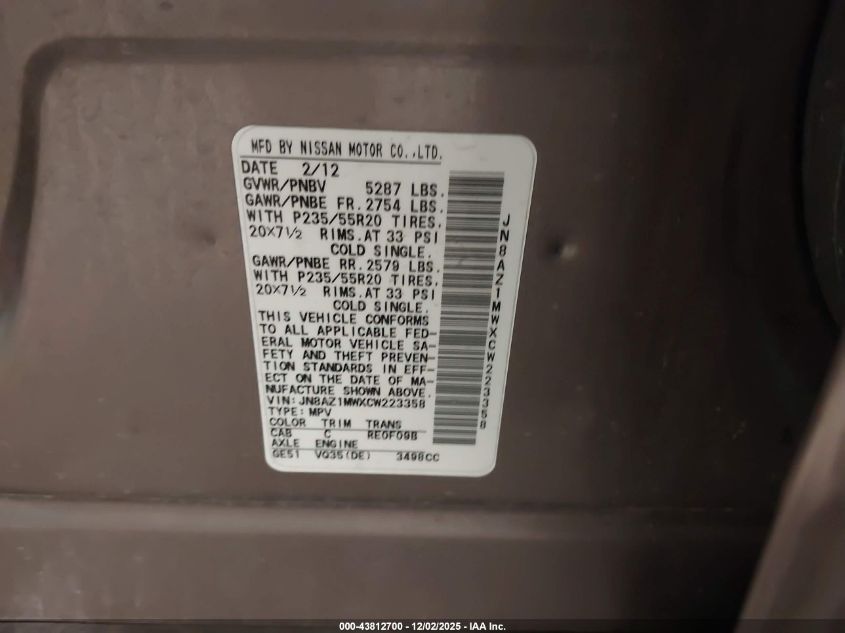 MFD BY NISSAN MOTOR CO.,LTD.
DATE 2/12
GVWR/PNBV 5287 LBS.
GAWR/PNBE FR. 2754 LBS.
WITH P235/55R20 TIRES,
20×7½ RIMS.AT 33 PSI
COLD SINGLE.
GAWR/PNBE RR. 2579 LBS.
WITH P235/55R20 TIRES,
20×7½ RIMS.AT 33 PSI
COLD SINGLE.
THIS VEHICLE CONFORMS
TO ALL APPLICABLE FED-
ERAL MOTOR VEHICLE SA-
FETY AND THEFT PREVEN-
TION STANDARDS IN EFF-
ECT ON THE DATE OF MA-
NUFACTURE SHOWN ABOVE.
VIN: JN8AZ1MWXCW223358
TYPE: MPV
COLOR TRIM TRANS
CAB C RE0F09B
AXLE ENGINE
GE51 VQ35(DE) 3498CC
JN8AZ1MWXCW223358
000-43812700 - 12/02/2025 - IAA Inc.